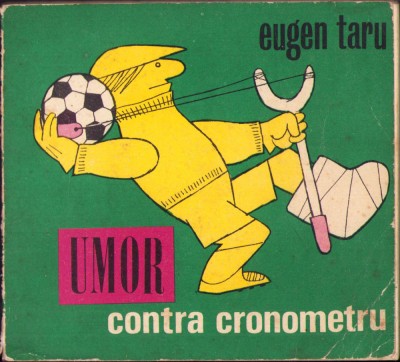 eugen taru
UMOR
contra cronometru